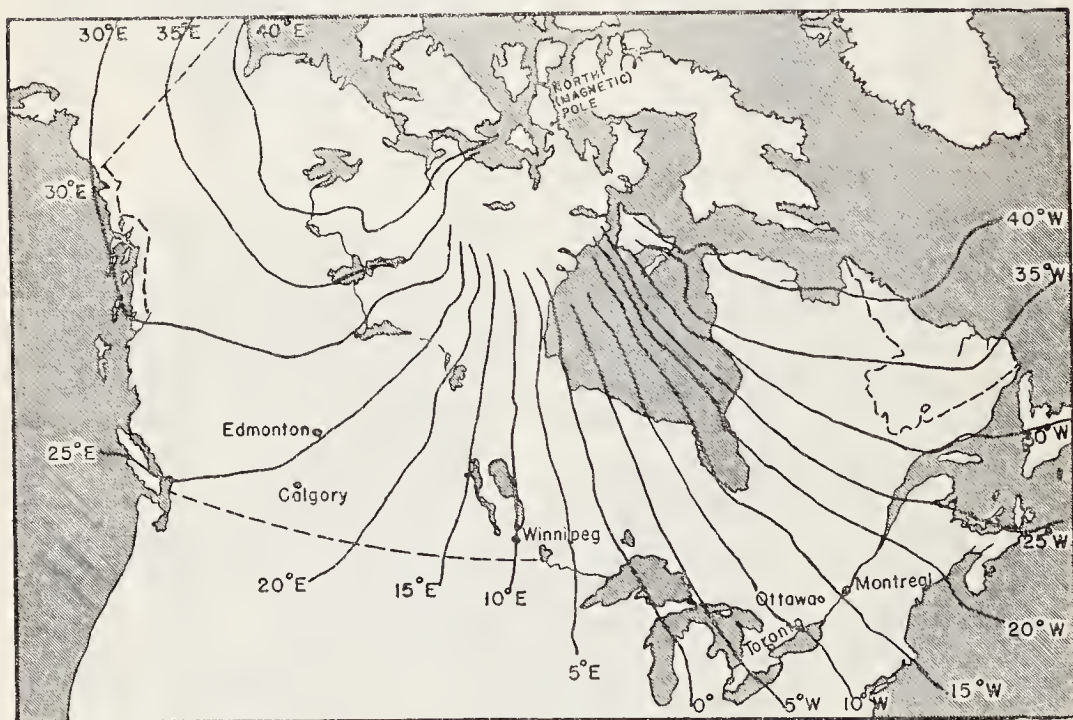 30°E
35°E
40°E
NORTH
(MAGNETIC)
POLE
30°E
40°W
35°W
Edmonton
30°W
25°E
Calgory
Winnipeg
25°W
20°E
15°E
10°E
Ottawa
Montreal
Toronto
20°W
5°E
15°W
0°
5°W
10°W